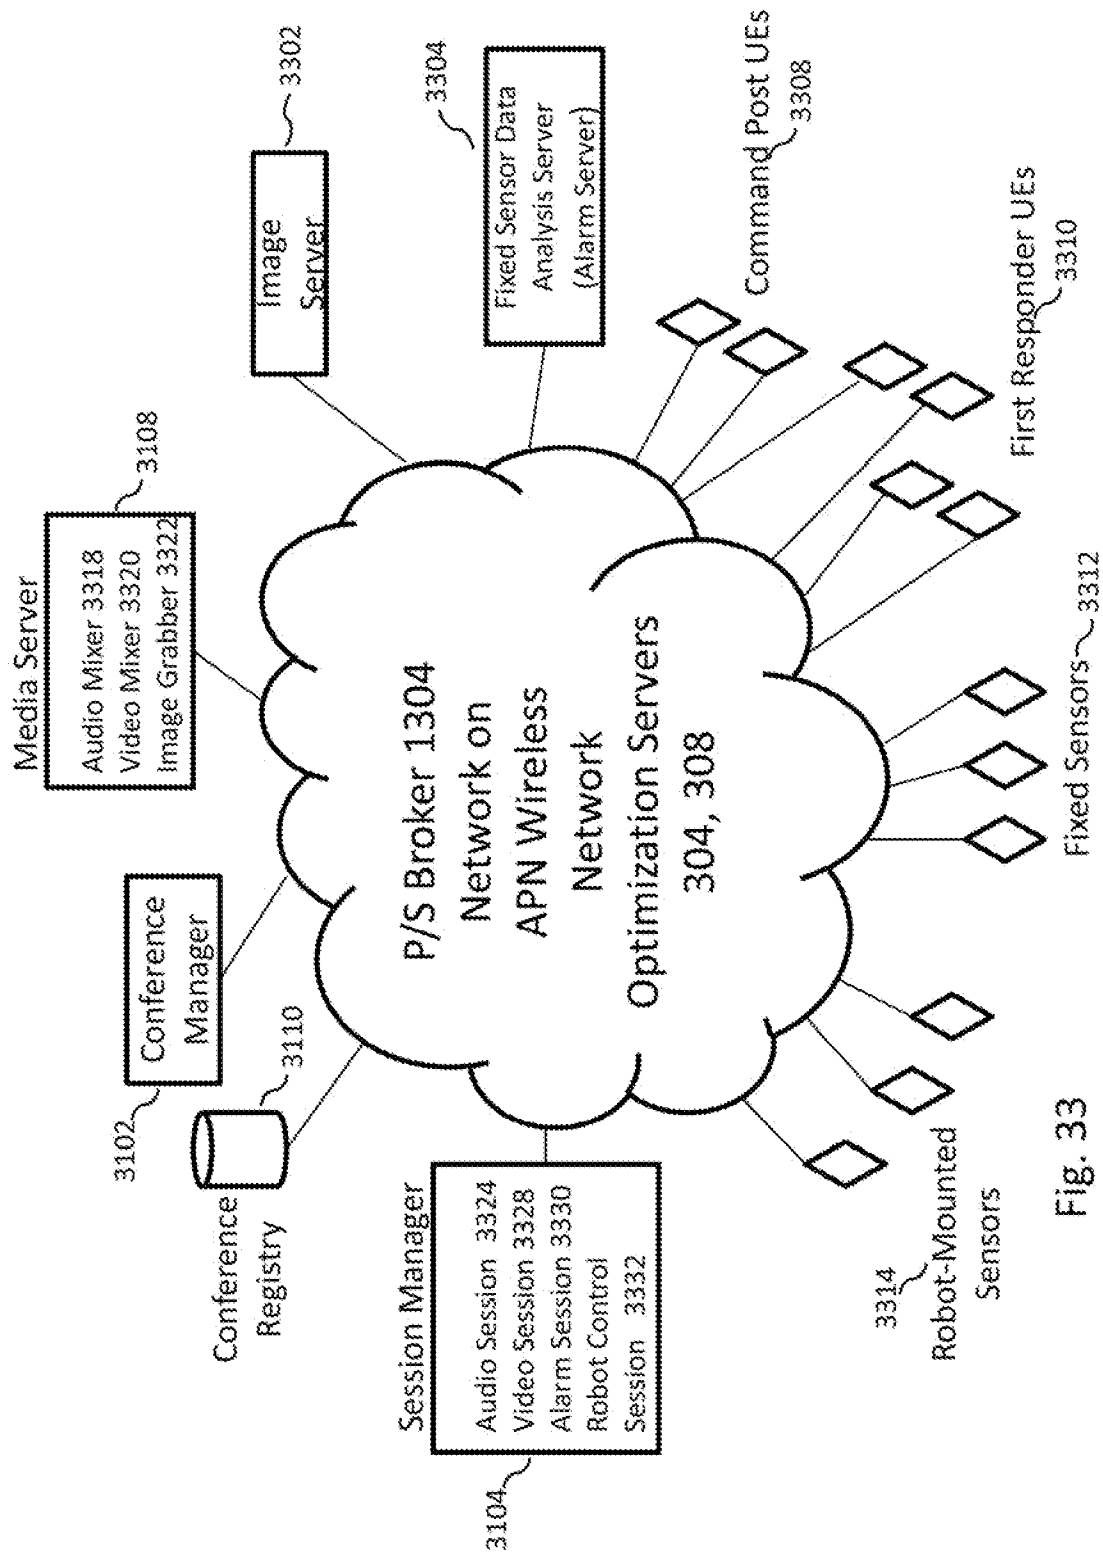 Media Server
3108
Audio Mixer 3318
Video Mixer 3320
Image Grabber 3322
3102
Conference
Manager
3110
Conference
Registry
3302
Image
Server
3304
Fixed Sensor Data
Analysis Server
(Alarm Server)
Session Manager
3104
Audio Session 3324
Video Session 3328
Alarm Session 3330
Robot Control
Session 3332
P/S Broker 1304
Network on
APN Wireless
Network
Optimization Servers
304, 308
Command Post UEs
3308
First Responder UEs
3310
Fixed Sensors 3312
3314
Robot-Mounted
Sensors
Fig. 33